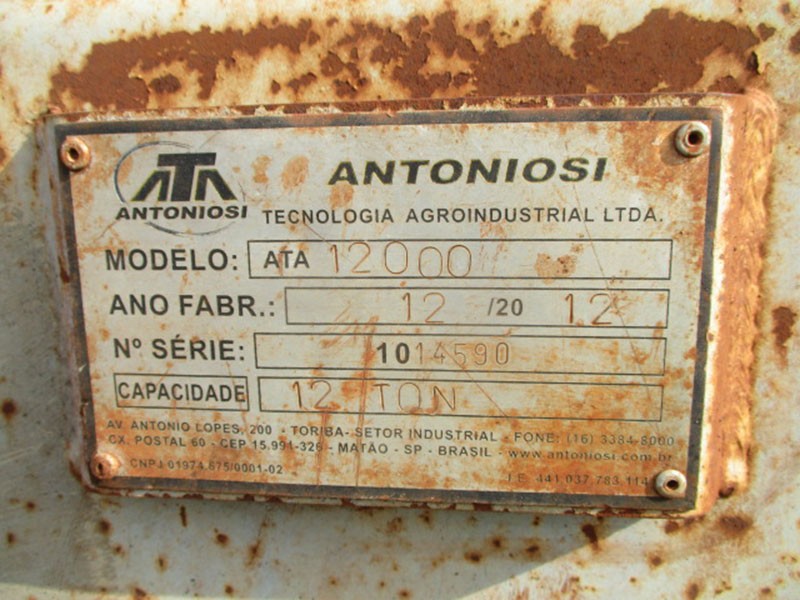 ATA
ANTONIOSI
ANTONIOSI
TECNOLOGIA AGROINDUSTRIAL LTDA.
MODELO: ATA 12000
ANO FABR.: 12 /20 12
Nº SÉRIE: 1014590
CAPACIDADE 12 TON
AV. ANTONIO LOPES, 200 - TORIBA - SETOR INDUSTRIAL - FONE: (16) 3384-8000
CX. POSTAL 60 - CEP 15.991-326 - MATÃO - SP - BRASIL - www.antoniosi.com.br
CNPJ 01974.675/0001-02
I.E. 441.037.783.114